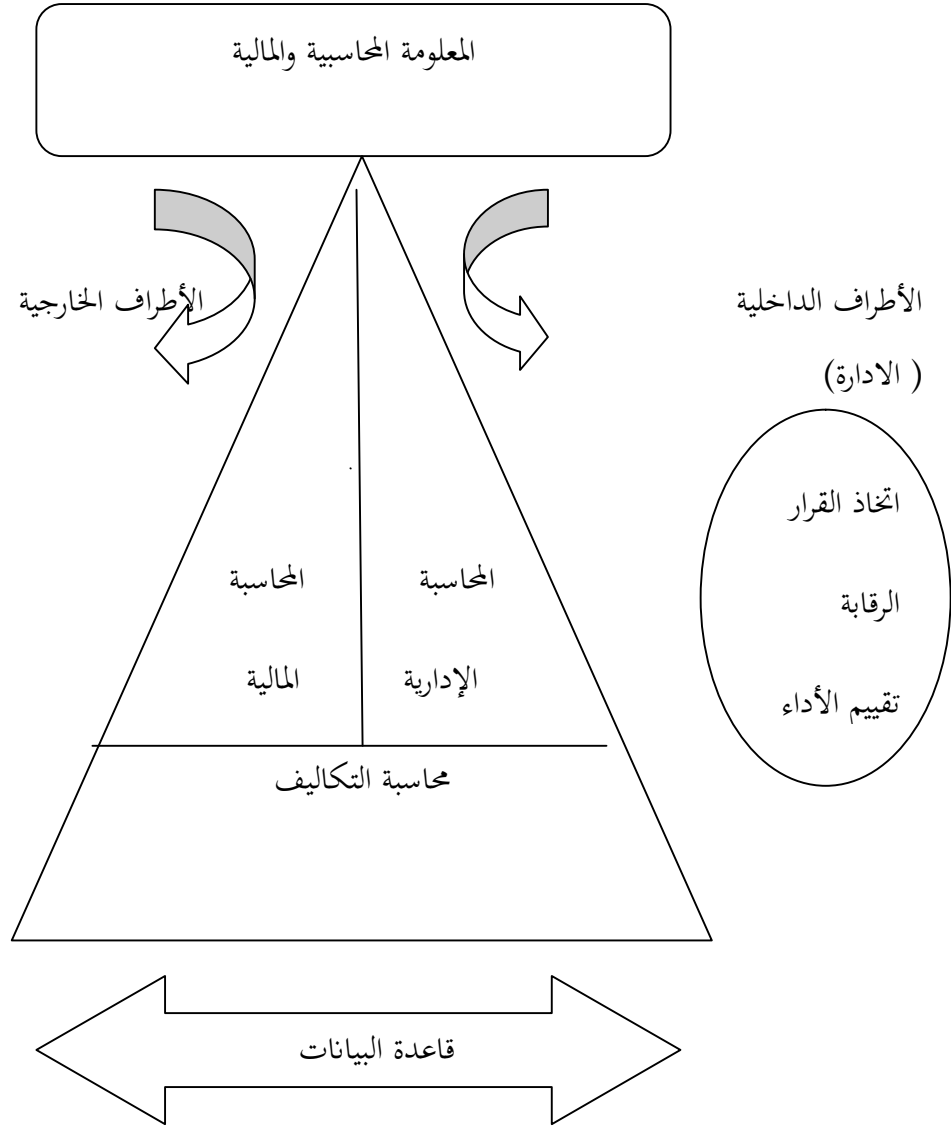 المعلومة المحاسبية والمالية
الأطراف الداخلية
( الادارة)
الأطراف الخارجية
اتخاذ القرار
الرقابة
تقييم الأداء
المحاسبة
الإدارية
المحاسبة
المالية
محاسبة التكاليف
قاعدة البيانات